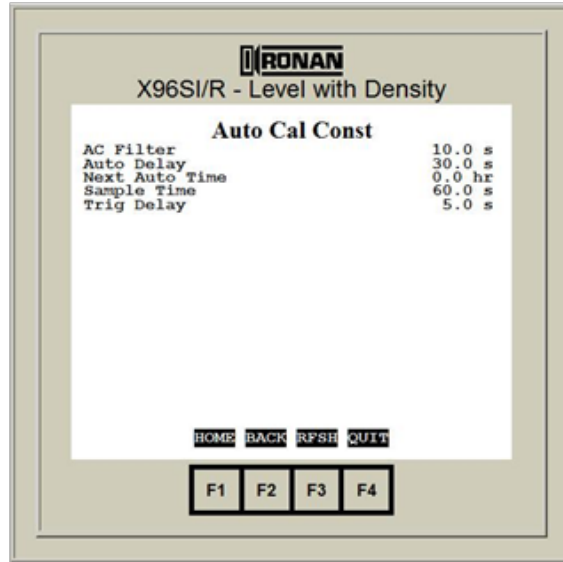 RONAN
X96SI/R - Level with Density
Auto Cal Const
AC Filter 10.0 s
Auto Delay 30.0 s
Next Auto Time 0.0 hr
Sample Time 60.0 s
Trig Delay 5.0 s
HOME BACK RFSH QUIT
F1 F2 F3 F4